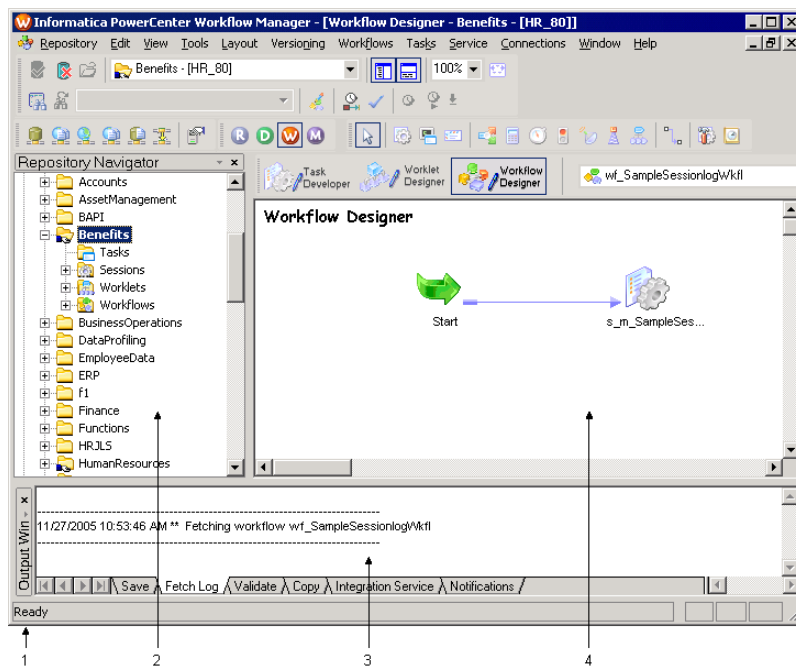 Informatica PowerCenter Workflow Manager - [Workflow Designer - Benefits - [HR_80]]
Repository Edit View Tools Layout Versioning Workflows Tasks Service Connections Window Help
Benefits - [HR_80] 100%
R D W M
Repository Navigator
Task Developer
Worklet Designer
Workflow Designer
wf_SampleSessionlogWkfl
Accounts
AssetManagement
BAPI
Benefits
Tasks
Sessions
Worklets
Workflows
BusinessOperations
DataProfiling
EmployeeData
ERP
f1
Finance
Functions
HRJLS
HumanResources
Workflow Designer
Start
s_m_SampleSes...
Output Win
11/27/2005 10:53:46 AM ** Fetching workflow wf_SampleSessionlogWkfl
Save Fetch Log Validate Copy Integration Service Notifications
Ready
1 2 3 4